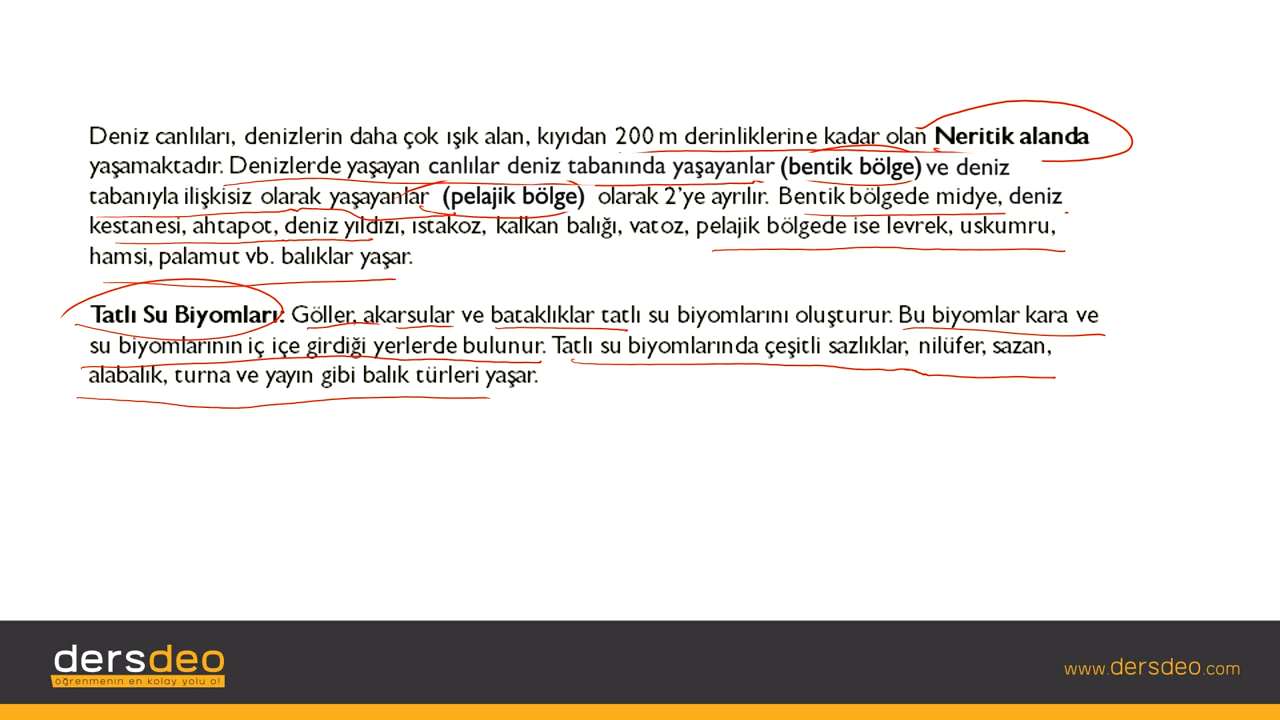 Deniz canlıları, denizlerin daha çok ışık alan, kıyıdan 200 m derinliklerine kadar olan Neritik alanda
yaşamaktadır. Denizlerde yaşayan canlılar deniz tabanında yaşayanlar (bentik bölge) ve deniz
tabanıyla ilişkisiz olarak yaşayanlar (pelajik bölge) olarak 2'ye ayrılır. Bentik bölgede midye, deniz
kestanesi, ahtapot, deniz yıldızı, ıstakoz, kalkan balığı, vatoz, pelajik bölgede ise levrek, uskumru,
hamsi, palamut vb. balıklar yaşar.
Tatlı Su Biyomları: Göller, akarsular ve bataklıklar tatlı su biyomlarını oluşturur. Bu biyomlar kara ve
su biyomlarının iç içe girdiği yerlerde bulunur. Tatlı su biyomlarında çeşitli sazlıklar, nilüfer, sazan,
alabalık, turna ve yayın gibi balık türleri yaşar.
dersdeo
öğrenmenin en kolay yolu o!
www.dersdeo.com